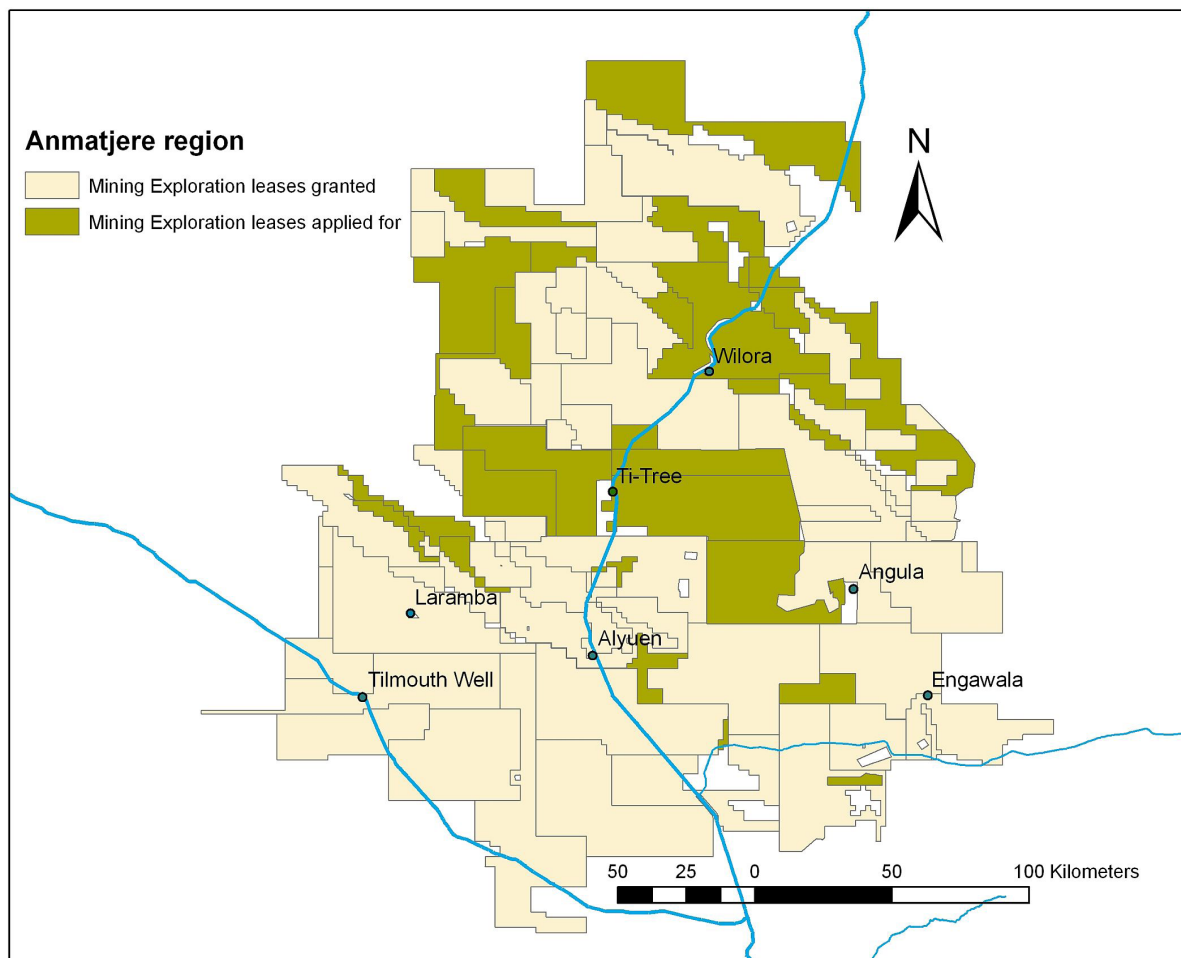 Anmatjere region
Mining Exploration leases granted
Mining Exploration leases applied for
N
Wilora
Ti-Tree
Angula
Laramba
Alyuen
Tilmouth Well
Engawala
50 25 0 50 100 Kilometers